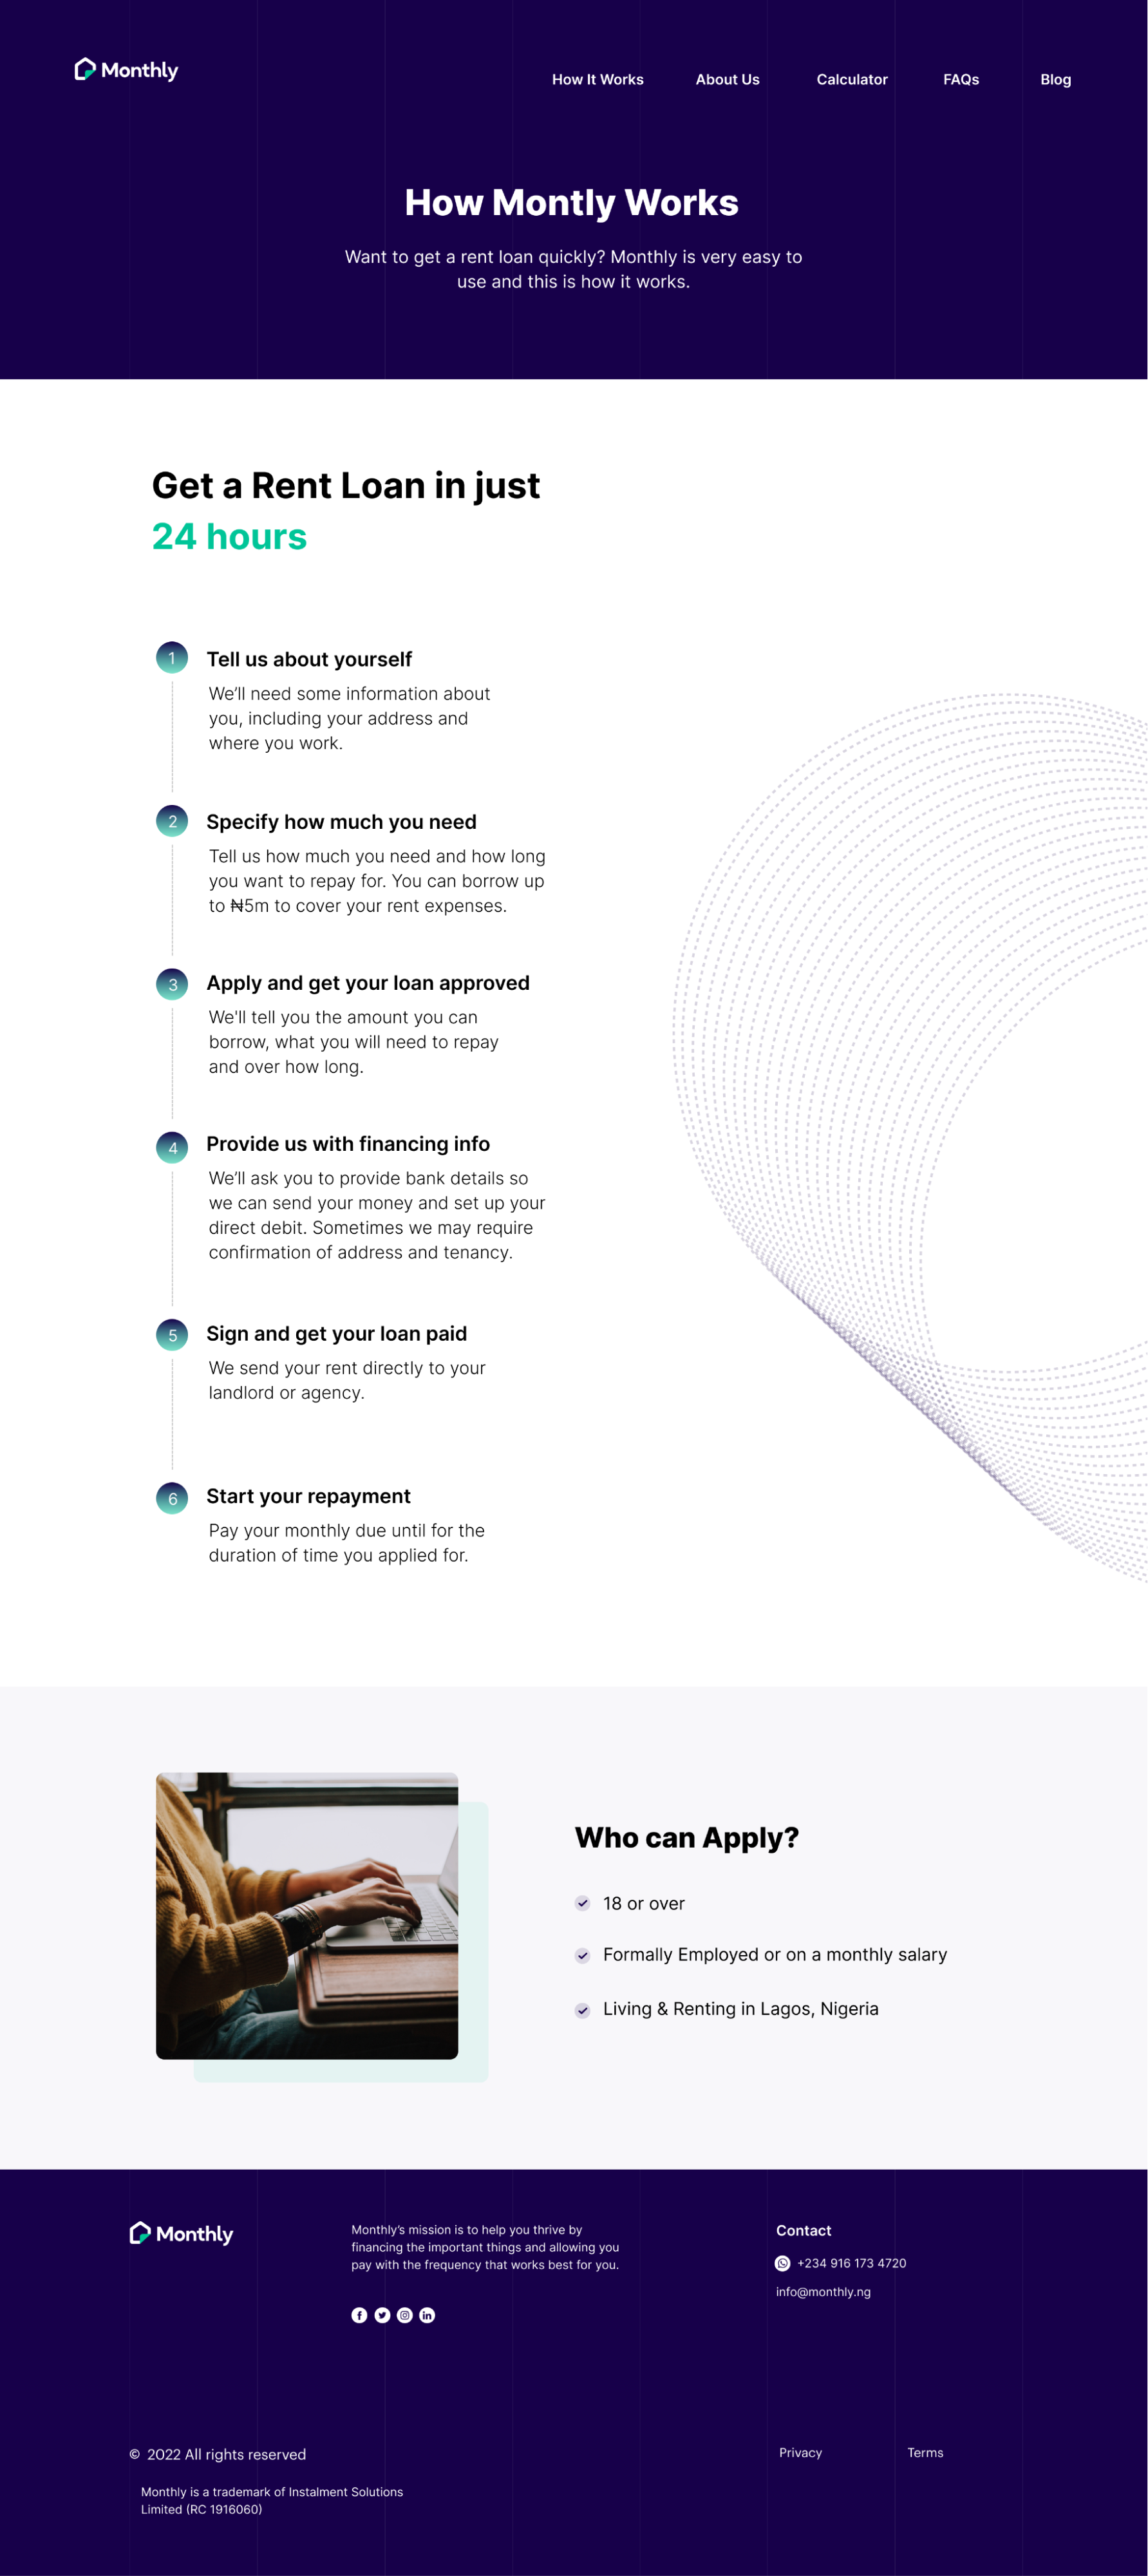 Monthly
How It Works About Us Calculator FAQs Blog
How Montly Works
Want to get a rent loan quickly? Monthly is very easy to
use and this is how it works.
Get a Rent Loan in just
24 hours
1 Tell us about yourself
We’ll need some information about
you, including your address and
where you work.
2 Specify how much you need
Tell us how much you need and how long
you want to repay for. You can borrow up
to ₦5m to cover your rent expenses.
3 Apply and get your loan approved
We'll tell you the amount you can
borrow, what you will need to repay
and over how long.
4 Provide us with financing info
We’ll ask you to provide bank details so
we can send your money and set up your
direct debit. Sometimes we may require
confirmation of address and tenancy.
5 Sign and get your loan paid
We send your rent directly to your
landlord or agency.
6 Start your repayment
Pay your monthly due until for the
duration of time you applied for.
Who can Apply?
18 or over
Formally Employed or on a monthly salary
Living & Renting in Lagos, Nigeria
Monthly
Monthly’s mission is to help you thrive by
financing the important things and allowing you
pay with the frequency that works best for you.
Contact
+234 916 173 4720
info@monthly.ng
© 2022 All rights reserved
Privacy Terms
Monthly is a trademark of Instalment Solutions
Limited (RC 1916060)